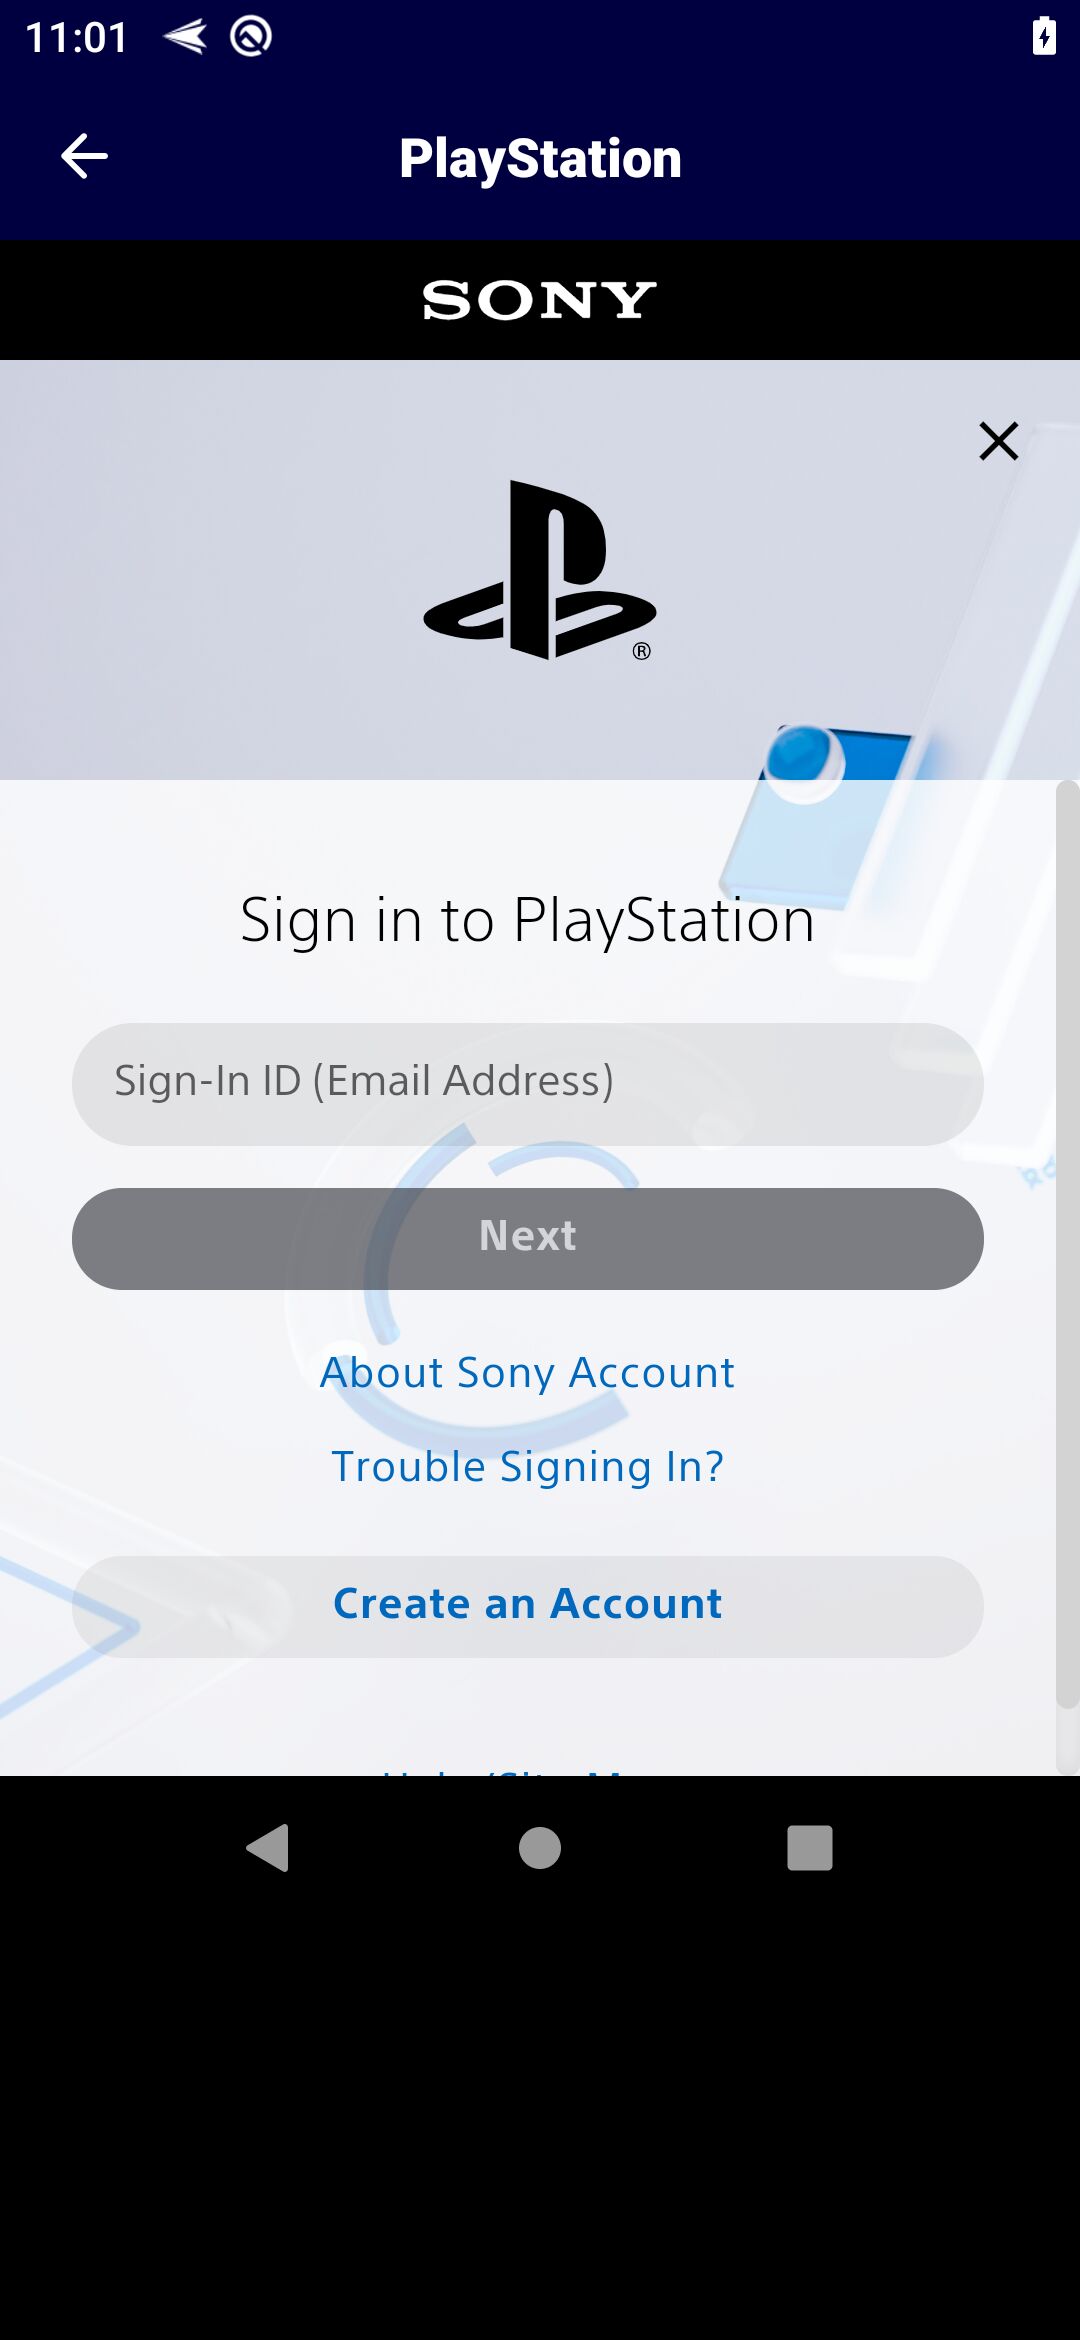 11:01
PlayStation
SONY
®
Sign in to PlayStation
Sign-In ID (Email Address)
Next
About Sony Account
Trouble Signing In?
Create an Account